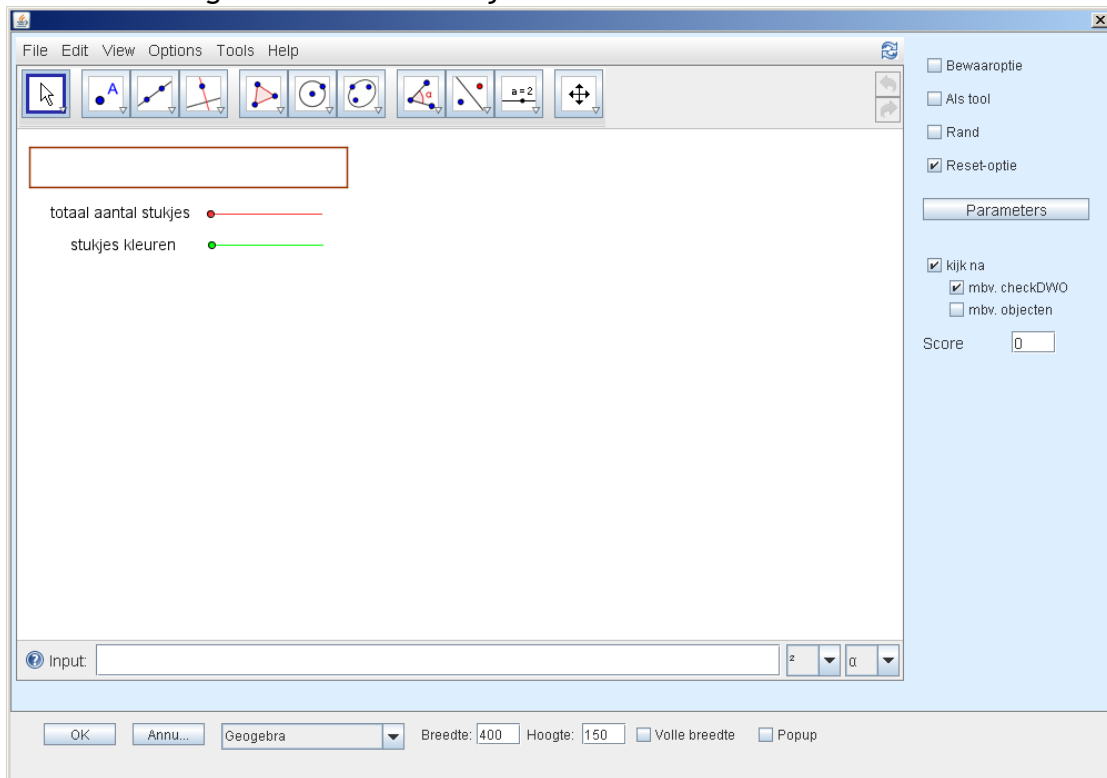 File Edit View Options Tools Help
A
α
a = 2
totaal aantal stukjes
stukjes kleuren
Input:
² α
Bewaaroptie
Als tool
Rand
Reset-optie
Parameters
kijk na
mbv. checkDWO
mbv. objecten
Score 0
OK Annu... Geogebra Breedte: 400 Hoogte: 150 Volle breedte Popup